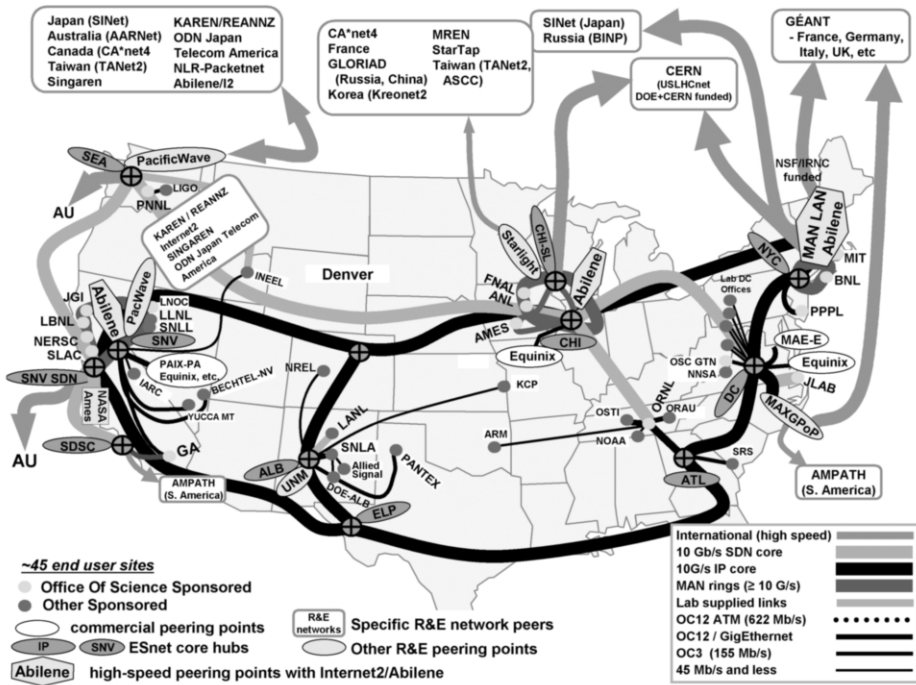 Japan (SINet)
Australia (AARNet)
Canada (CA*net4
Taiwan (TANet2)
Singaren
KAREN/REANNZ
ODN Japan
Telecom America
NLR-Packetnet
Abilene/I2
CA*net4
France
GLORIAD
(Russia, China)
Korea (Kreonet2
MREN
StarTap
Taiwan (TANet2,
ASCC)
SINet (Japan)
Russia (BINP)
CERN
(USLHCnet
DOE+CERN funded)
GÉANT
- France, Germany,
Italy, UK, etc
SEA
PacificWave
NSF/IRNC
funded
LIGO
PNNL
AU
KAREN / REANNZ
Internet2
SINGAREN
ODN Japan Telecom
America
INEEL
Denver
Starlight
CHI-SL
Abilene
FNAL
ANL
AMES
Equinix
CHI
NYC
MAN LAN
Abilene
MIT
BNL
PPPL
Lab DC
Offices
MAE-E
Equinix
OSC GTN
NNSA
JLAB
DC
MAXGPoP
JGI
LBNL
NERSC
SLAC
Abilene
PacWave
LNOC
LLNL
SNLL
SNV
PAIX-PA
Equinix, etc.
SNV SDN
NASA
Ames
IARC
BECHTEL-NV
YUCCA MT
NREL
KCP
AU
SDSC
GA
AMPATH
(S. America)
ALB
UNM
LANL
SNLA
Allied
Signal
DOE-ALB
PANTEX
ELP
ARM
OSTI
ORNL
ORAU
NOAA
SRS
ATL
AMPATH
(S. America)
~45 end user sites
Office Of Science Sponsored
Other Sponsored
commercial peering points
IP
SNV
ESnet core hubs
Abilene
high-speed peering points with Internet2/Abilene
R&E
networks
Specific R&E network peers
Other R&E peering points
International (high speed)
10 Gb/s SDN core
10G/s IP core
MAN rings (≥ 10 G/s)
Lab supplied links
OC12 ATM (622 Mb/s)
OC12 / GigEthernet
OC3 (155 Mb/s)
45 Mb/s and less